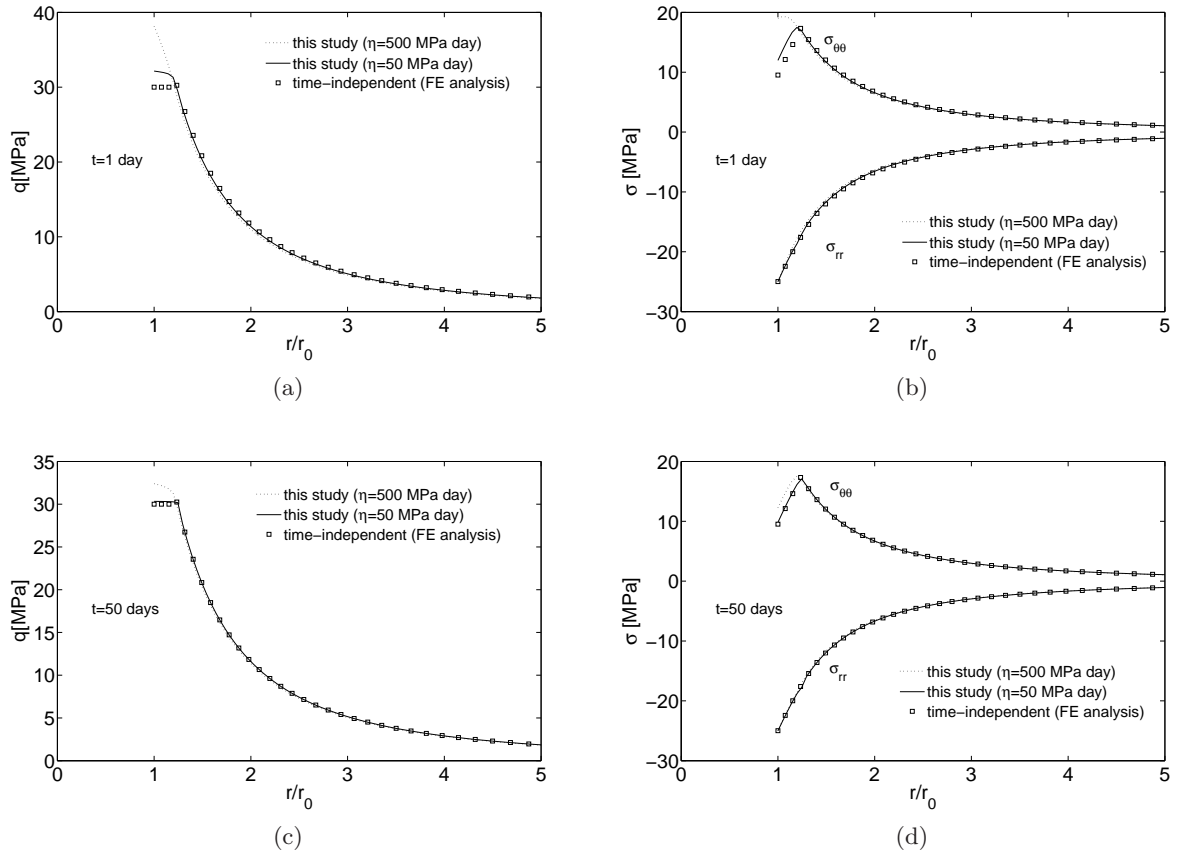 40
30
20
10
0
q[MPa]
t=1 day
this study (η=500 MPa day)
this study (η=50 MPa day)
time−independent (FE analysis)
0 1 2 3 4 5
r/r0
(a)
20
10
0
−10
−20
−30
σ [MPa]
σθθ
t=1 day
σrr
this study (η=500 MPa day)
this study (η=50 MPa day)
time−independent (FE analysis)
0 1 2 3 4 5
r/r0
(b)
35
30
25
20
15
10
5
0
q[MPa]
this study (η=500 MPa day)
this study (η=50 MPa day)
time−independent (FE analysis)
t=50 days
0 1 2 3 4 5
r/r0
(c)
20
10
0
−10
−20
−30
σ [MPa]
σθθ
t=50 days
σrr
this study (η=500 MPa day)
this study (η=50 MPa day)
time−independent (FE analysis)
0 1 2 3 4 5
r/r0
(d)